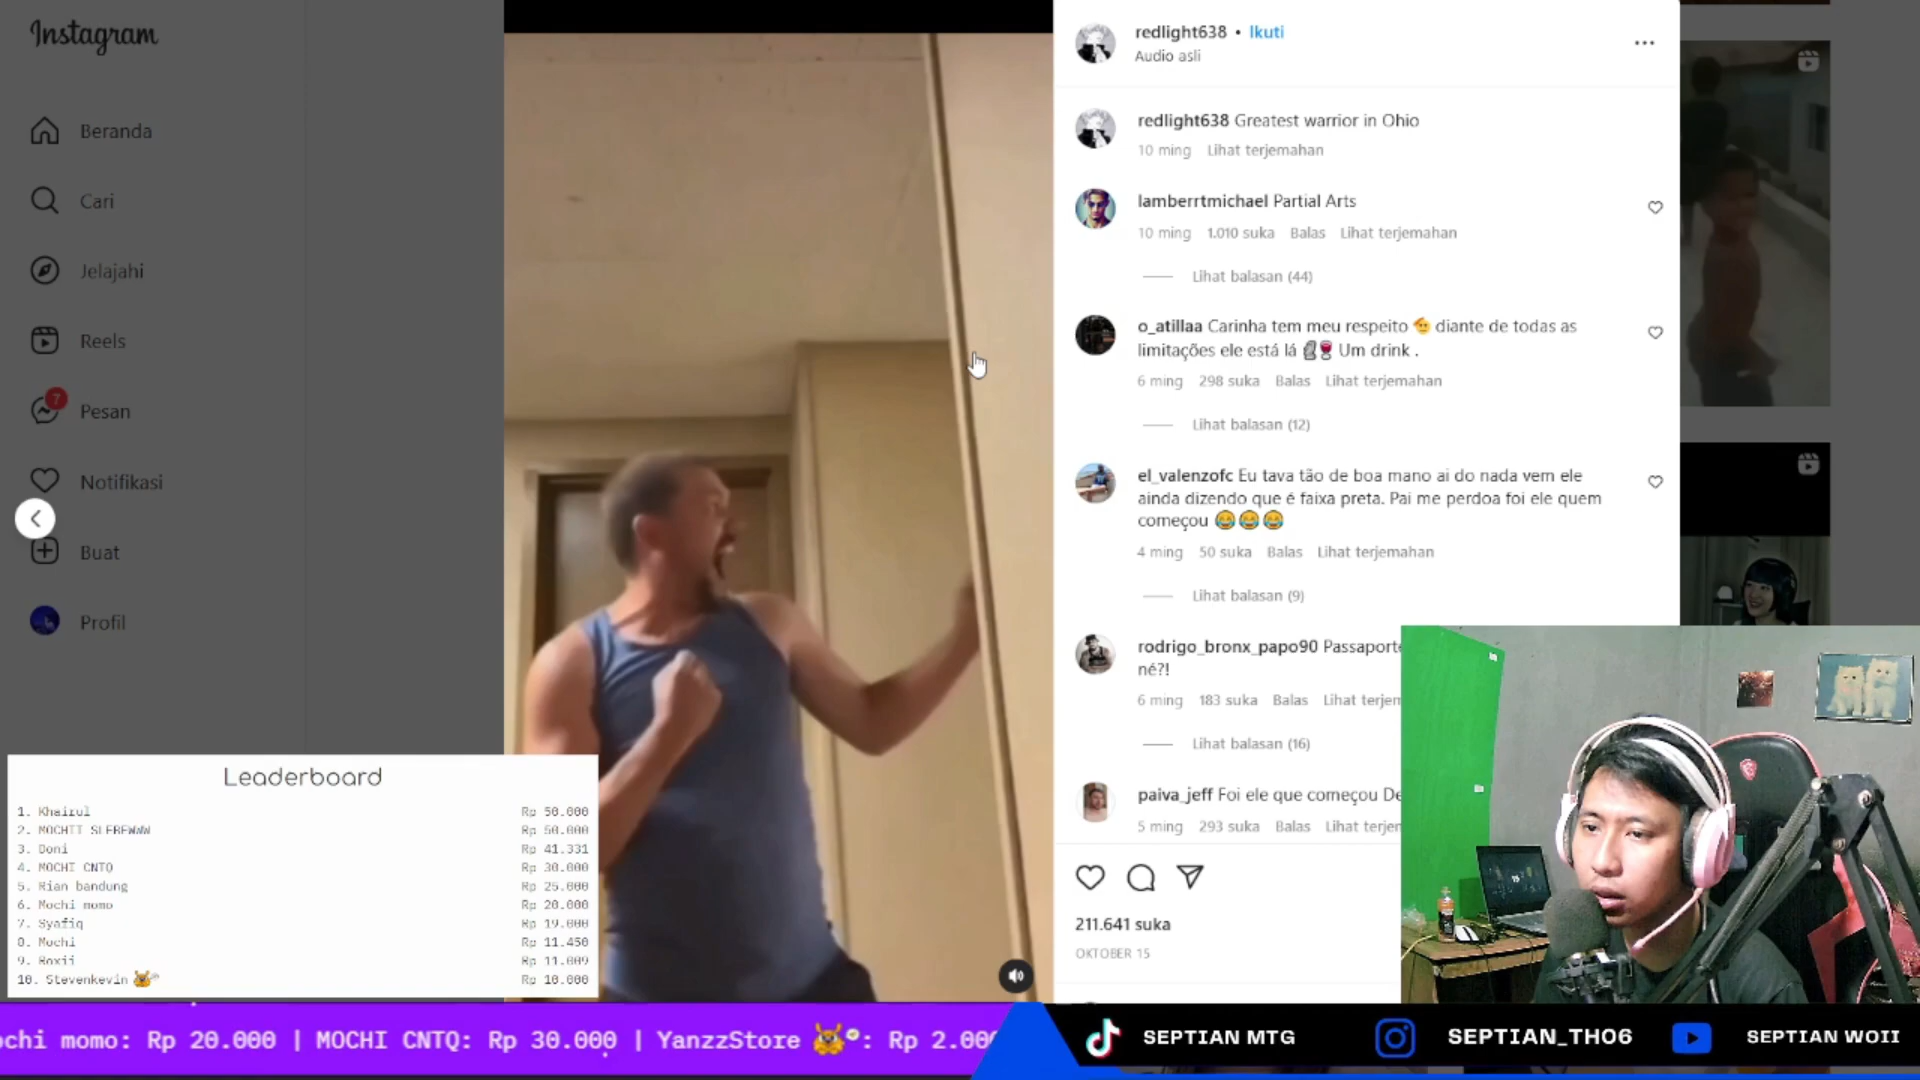 Instagram
Beranda
Cari
Jelajahi
Reels
7
Pesan
Notifikasi
Buat
Profil
redlight638 • Ikuti
Audio asli
redlight638 Greatest warrior in Ohio
10 ming Lihat terjemahan
lamberrtmichael Partial Arts
10 ming 1.010 suka Balas Lihat terjemahan
Lihat balasan (44)
o_atillaa Carinha tem meu respeito 🫡 diante de todas as
limitações ele está lá 🗿🍷 Um drink .
6 ming 298 suka Balas Lihat terjemahan
Lihat balasan (12)
el_valenzofc Eu tava tão de boa mano ai do nada vem ele
ainda dizendo que é faixa preta. Pai me perdoa foi ele quem
começou 😂😂😂
4 ming 50 suka Balas Lihat terjemahan
Lihat balasan (9)
rodrigo_bronx_papo90 Passaporte
né?!
6 ming 183 suka Balas Lihat terjem
Lihat balasan (16)
paiva_jeff Foi ele que começou De
5 ming 293 suka Balas Lihat terjem
211.641 suka
OKTOBER 15
Leaderboard
1. Khairul Rp 50.000
2. MOCHTT SLEBEWwW Rp 50.000
3. Doni Rp 41.331
4. MOCHI CNTQ Rp 30.000
5. Rian bandung Rp 25.000
6. Mochi momo Rp 20.000
7. Syafiq Rp 19.000
8. Mochi Rp 11.450
9. Roxii Rp 11.009
10. Stevenkevin Rp 10.000
ochi momo: Rp 20.000 | MOCHI CNTQ: Rp 30.000 | YanzzStore : Rp 2.000
SEPTIAN MTG
SEPTIAN_TH06
SEPTIAN WOII